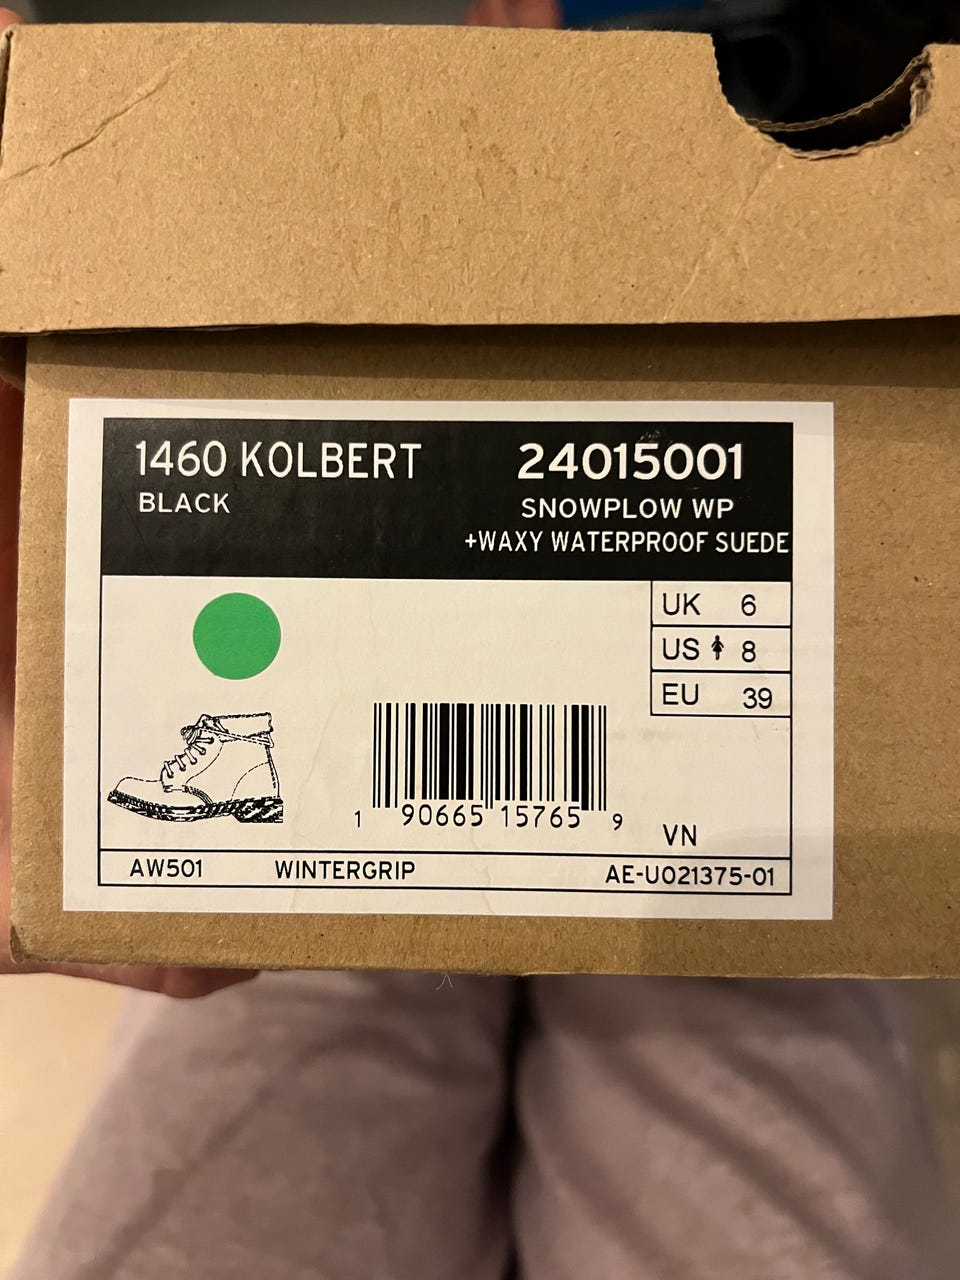 1460 KOLBERT 24015001
BLACK SNOWPLOW WP
+WAXY WATERPROOF SUEDE
UK 6
US 8
EU 39
1 90665 15765 9
VN
AW501 WINTERGRIP AE-U021375-01